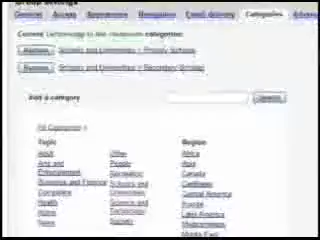 Group settings
General Access Appearance Navigation Email delivery Categories Advanced
Current technology in the classroom categories:
Remove Schools and Universities > Primary Schools
Remove Schools and Universities > Secondary Schools
Add a category Search
All Categories >
Topic
Adult
Arts and
Entertainment
Business and Finance
Computers
Health
Home
News
Other
People
Recreation
Schools and
Universities
Science and
Technology
Society
Region
Africa
Asia
Canada
Caribbean
Central America
Europe
Latin America
Mediterranean
Middle East